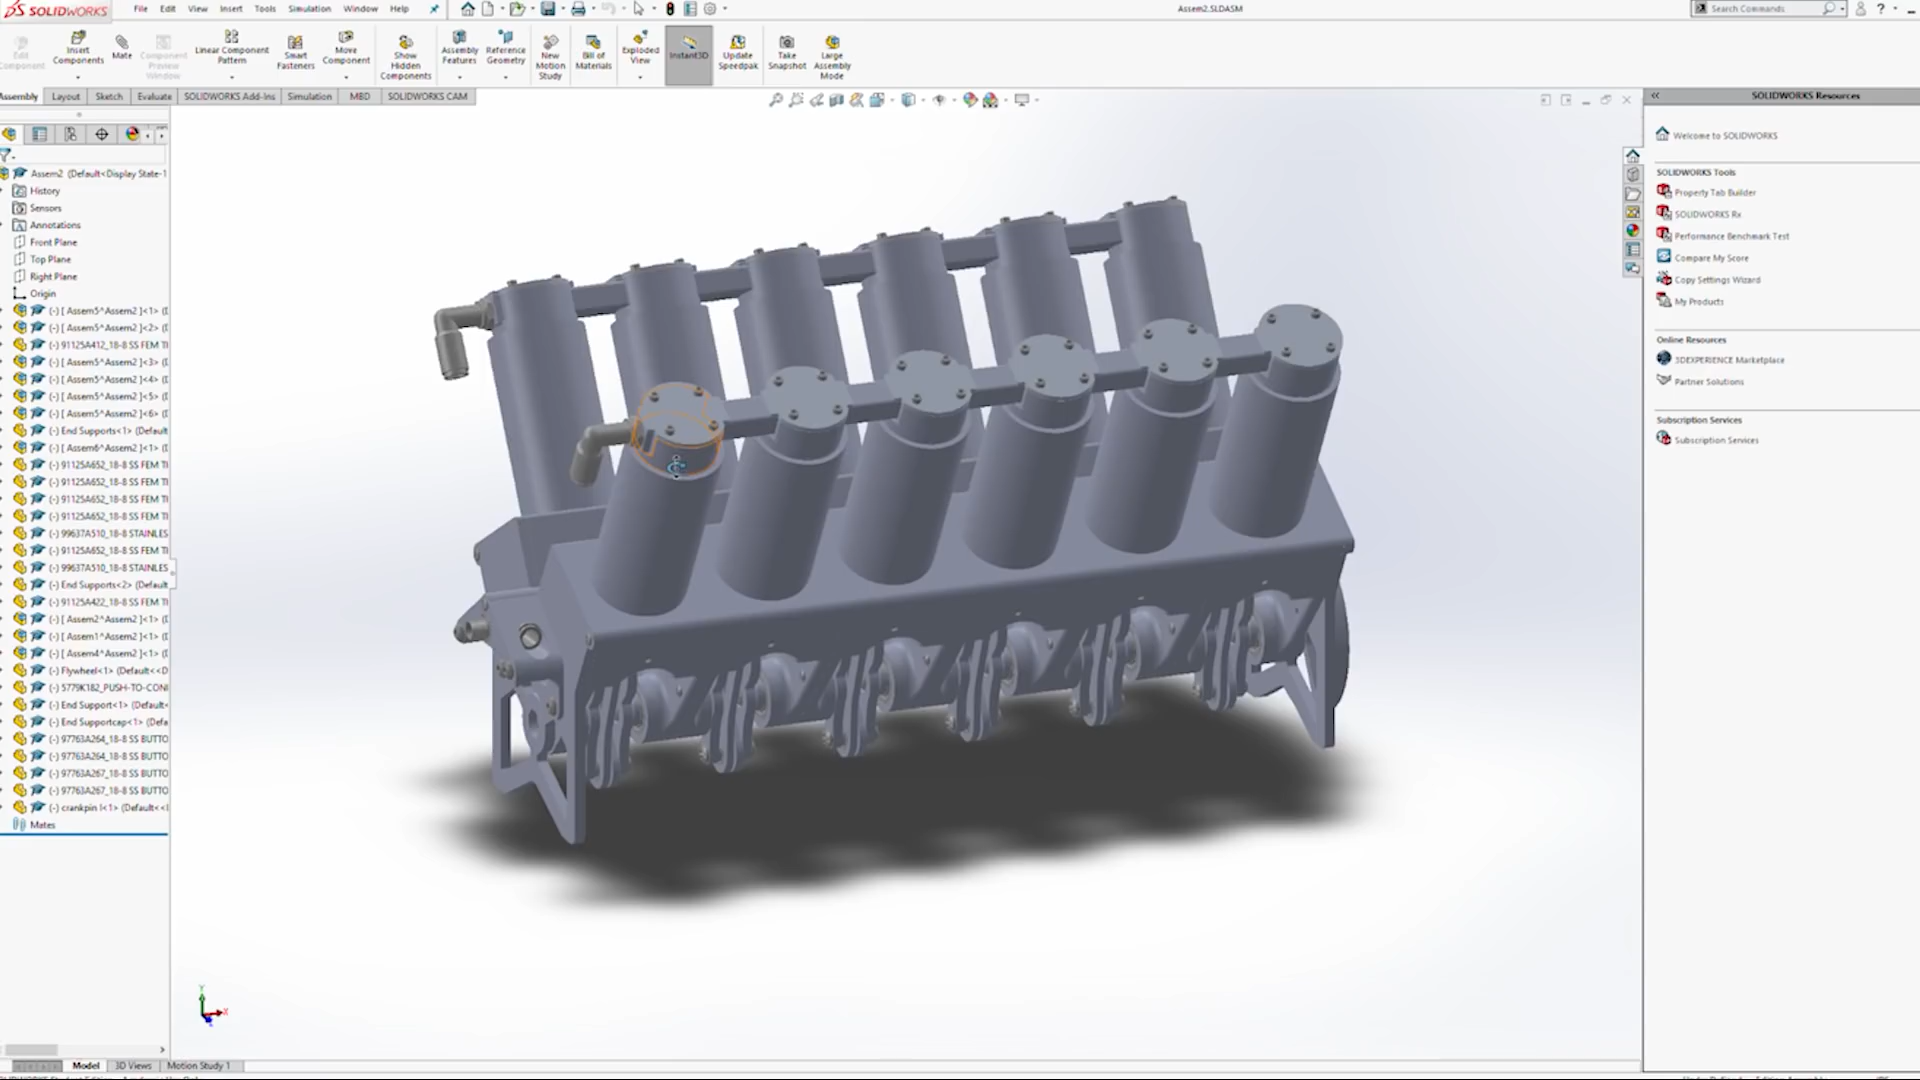 SOLIDWORKS
File Edit View Insert Tools Simulation Window Help
Assem2.SLDASM
Search Commands
Edit Component
Insert Components
Mate
Component Preview Window
Linear Component Pattern
Smart Fasteners
Move Component
Show Hidden Components
Assembly Features
Reference Geometry
New Motion Study
Bill of Materials
Exploded View
Instant3D
Update Speedpak
Take Snapshot
Large Assembly Mode
Assembly Layout Sketch Evaluate SOLIDWORKS Add-Ins Simulation MBD SOLIDWORKS CAM
Assem2 (Default<Display State-1
History
Sensors
Annotations
Front Plane
Top Plane
Right Plane
Origin
(-) [ Assem5^Assem2 ]<1> (D
(-) [ Assem5^Assem2 ]<2> (D
(-) 91125A412_18-8 SS FEM T
(-) [ Assem5^Assem2 ]<3> (D
(-) [ Assem5^Assem2 ]<4> (D
(-) [ Assem5^Assem2 ]<5> (D
(-) [ Assem5^Assem2 ]<6> (D
(-) End Supports<1> (Default
(-) [ Assem6^Assem2 ]<1> (D
(-) 91125A652_18-8 SS FEM T
(-) 91125A652_18-8 SS FEM T
(-) 91125A652_18-8 SS FEM T
(-) 91125A652_18-8 SS FEM T
(-) 99637A510_18-8 STAINLES
(-) 91125A652_18-8 SS FEM T
(-) 99637A510_18-8 STAINLES
(-) End Supports<2> (Default
(-) 91125A422_18-8 SS FEM T
(-) [ Assem2^Assem2 ]<1> (D
(-) [ Assem1^Assem2 ]<1> (D
(-) [ Assem4^Assem2 ]<1> (D
(-) Flywheel<1> (Default<<D
(-) 5779K182_PUSH-TO-CONN
(-) End Support<1> (Default<
(-) End Supportcap<1> (Defa
(-) 97763A264_18-8 SS BUTTO
(-) 97763A264_18-8 SS BUTTO
(-) 97763A267_18-8 SS BUTTO
(-) 97763A267_18-8 SS BUTTO
(-) crankpin l<1> (Default<<
Mates
Y
X
Model 3D Views Motion Study 1
SOLIDWORKS Resources
Welcome to SOLIDWORKS
SOLIDWORKS Tools
Property Tab Builder
SOLIDWORKS Rx
Performance Benchmark Test
Compare My Score
Copy Settings Wizard
My Products
Online Resources
3DEXPERIENCE Marketplace
Partner Solutions
Subscription Services
Subscription Services